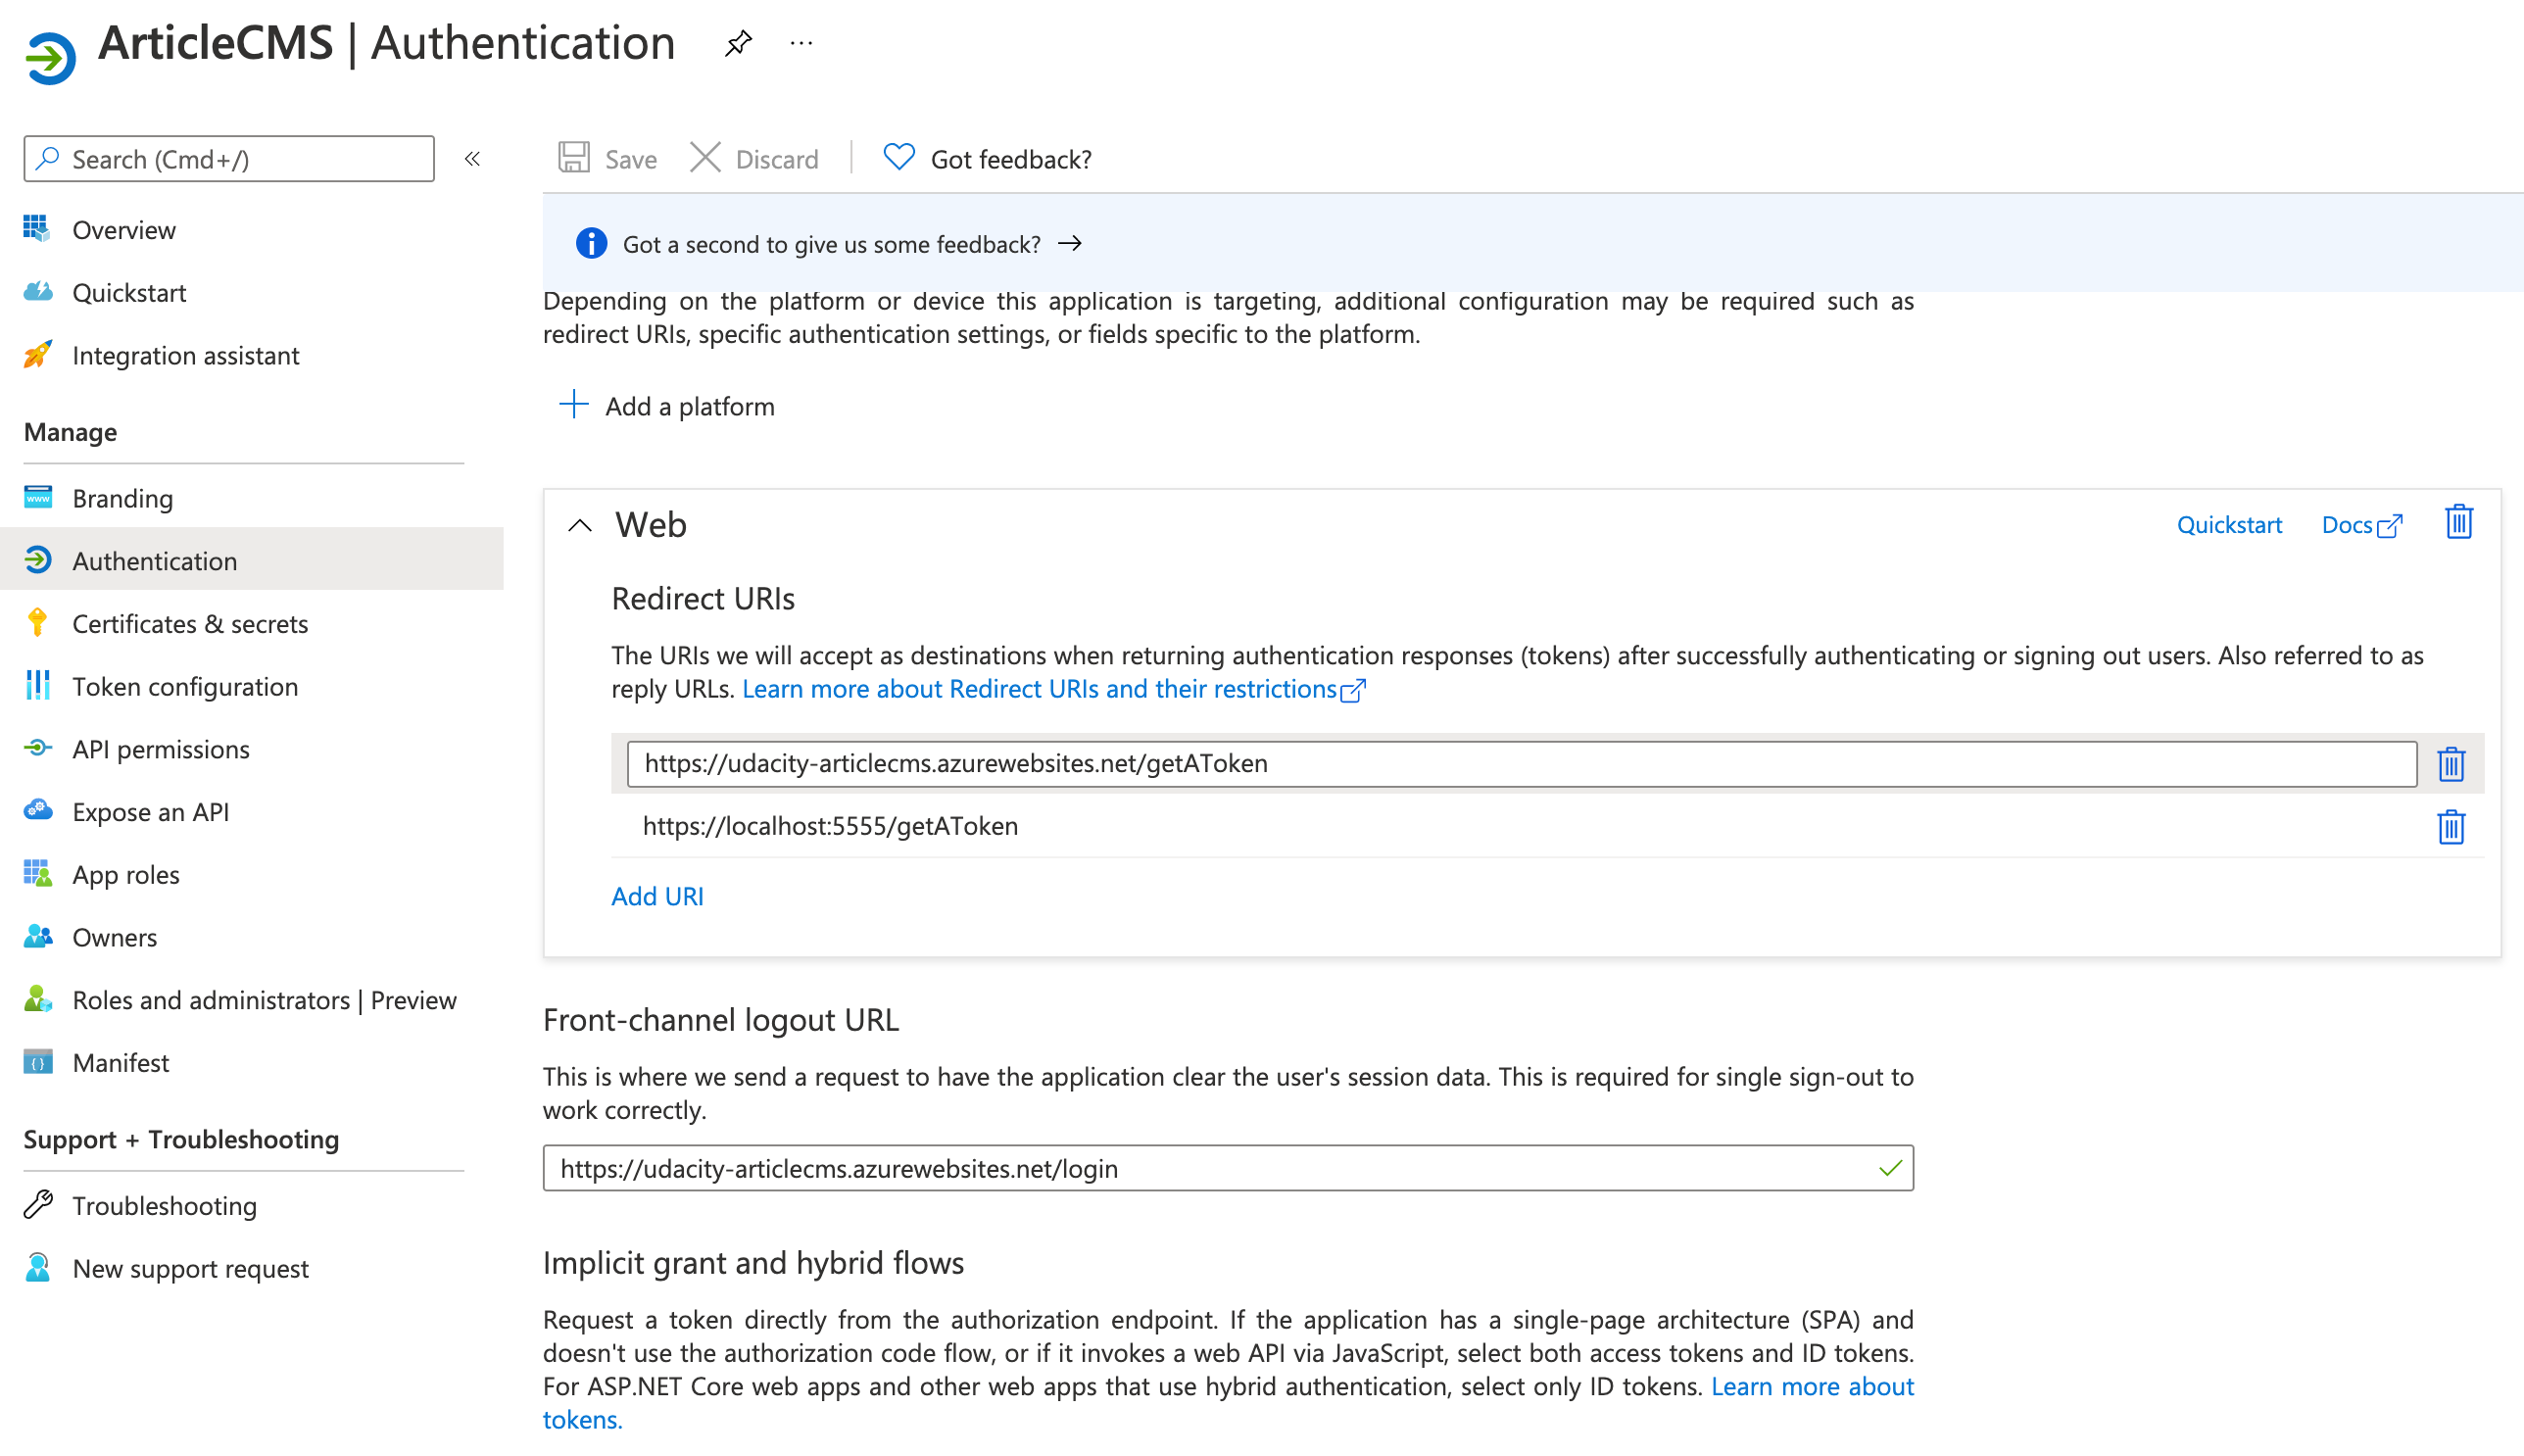 ArticleCMS | Authentication
Search (Cmd+/)
Overview
Quickstart
Integration assistant
Manage
Branding
Authentication
Certificates & secrets
Token configuration
API permissions
Expose an API
App roles
Owners
Roles and administrators | Preview
Manifest
Support + Troubleshooting
Troubleshooting
New support request
Save
Discard
Got feedback?
Got a second to give us some feedback?
Depending on the platform or device this application is targeting, additional configuration may be required such as
redirect URIs, specific authentication settings, or fields specific to the platform.
Add a platform
Web
Quickstart
Docs
Redirect URIs
The URIs we will accept as destinations when returning authentication responses (tokens) after successfully authenticating or signing out users. Also referred to as
reply URLs. Learn more about Redirect URIs and their restrictions
https://udacity-articlecms.azurewebsites.net/getAToken
https://localhost:5555/getAToken
Add URI
Front-channel logout URL
This is where we send a request to have the application clear the user's session data. This is required for single sign-out to
work correctly.
https://udacity-articlecms.azurewebsites.net/login
Implicit grant and hybrid flows
Request a token directly from the authorization endpoint. If the application has a single-page architecture (SPA) and
doesn't use the authorization code flow, or if it invokes a web API via JavaScript, select both access tokens and ID tokens.
For ASP.NET Core web apps and other web apps that use hybrid authentication, select only ID tokens. Learn more about
tokens.